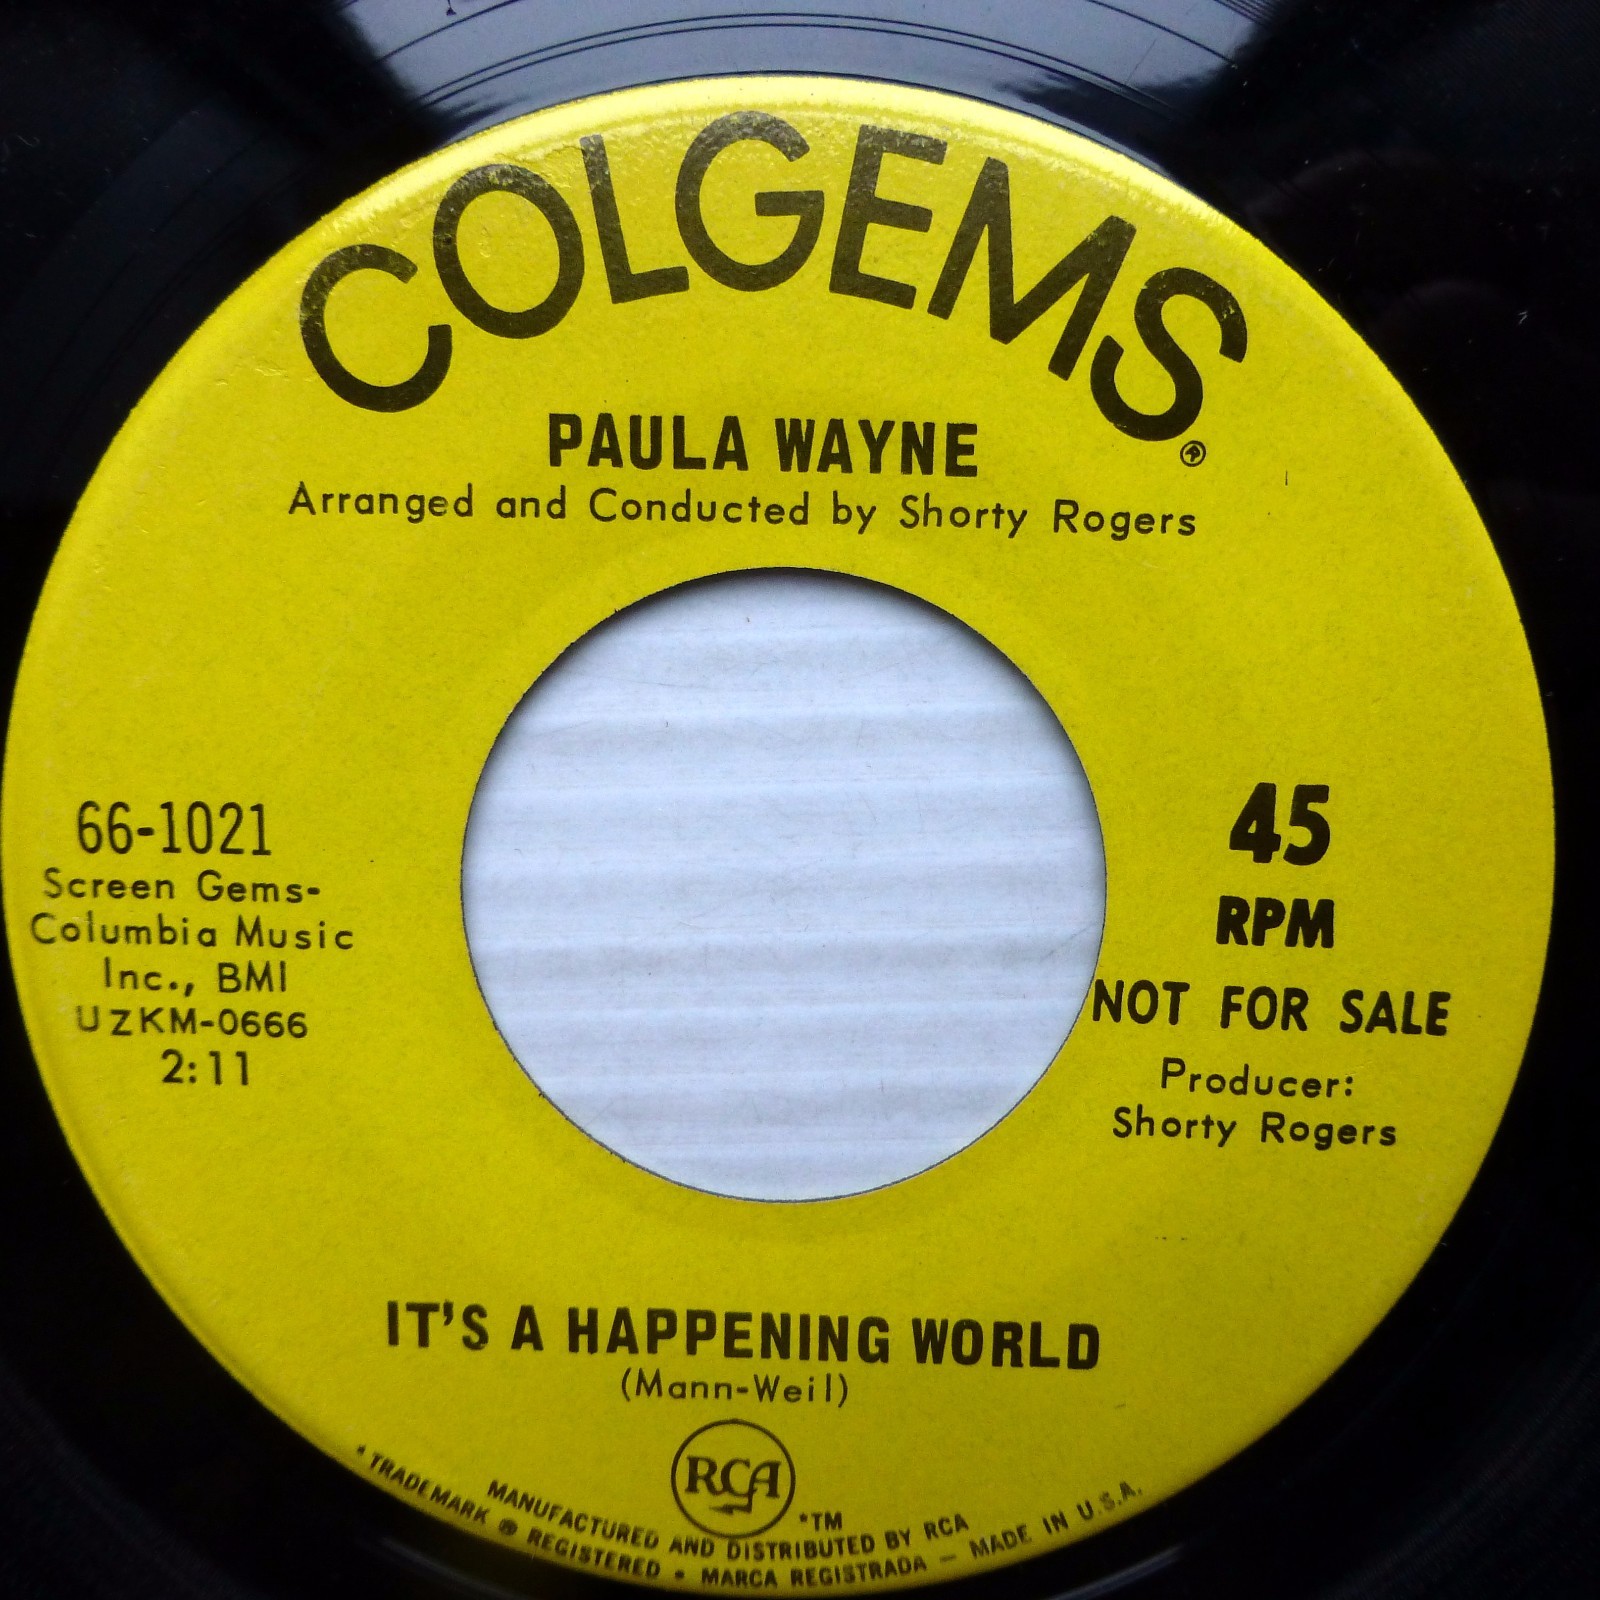 COLGEMS
®
PAULA WAYNE
Arranged and Conducted by Shorty Rogers
66-1021
Screen Gems-
Columbia Music
Inc., BMI
UZKM-0666
2:11
45
RPM
NOT FOR SALE
Producer:
Shorty Rogers
IT'S A HAPPENING WORLD
(Mann-Weil)
RCA
*TM
MANUFACTURED AND DISTRIBUTED BY RCA
*TRADEMARK ® REGISTERED • MARCA REGISTRADA — MADE IN U.S.A.